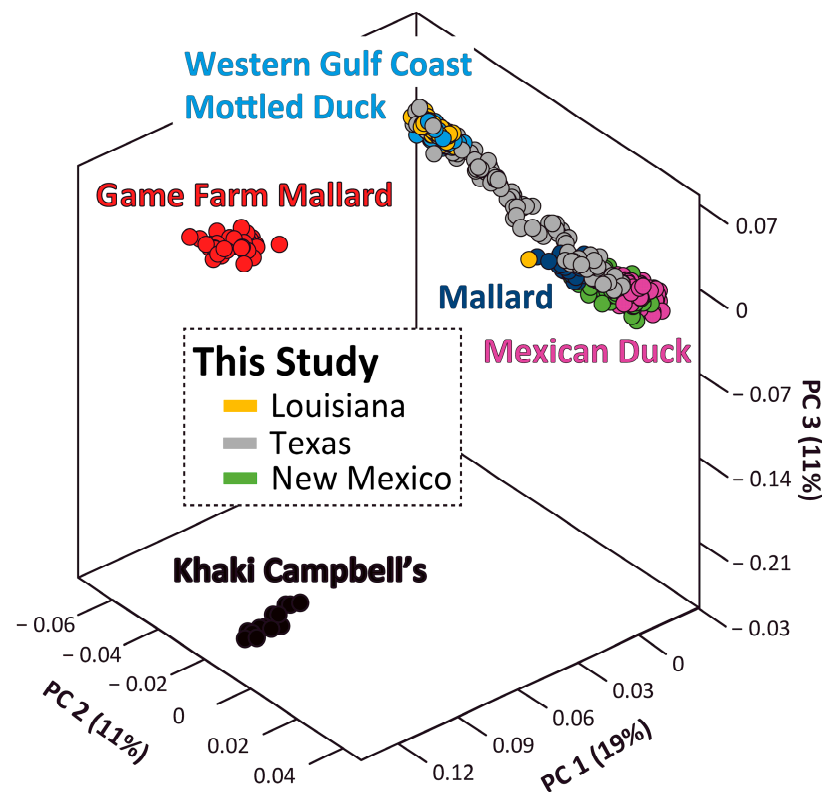 Western Gulf Coast
Mottled Duck
Game Farm Mallard
Mallard
Mexican Duck
This Study
Louisiana
Texas
New Mexico
Khaki Campbell’s
0.07
0
– 0.07
– 0.14
– 0.21
PC 3 (11%)
– 0.06
– 0.04
– 0.02
0
0.02
0.04
PC 2 (11%)
– 0.03
0
0.03
0.06
0.09
0.12
PC 1 (19%)